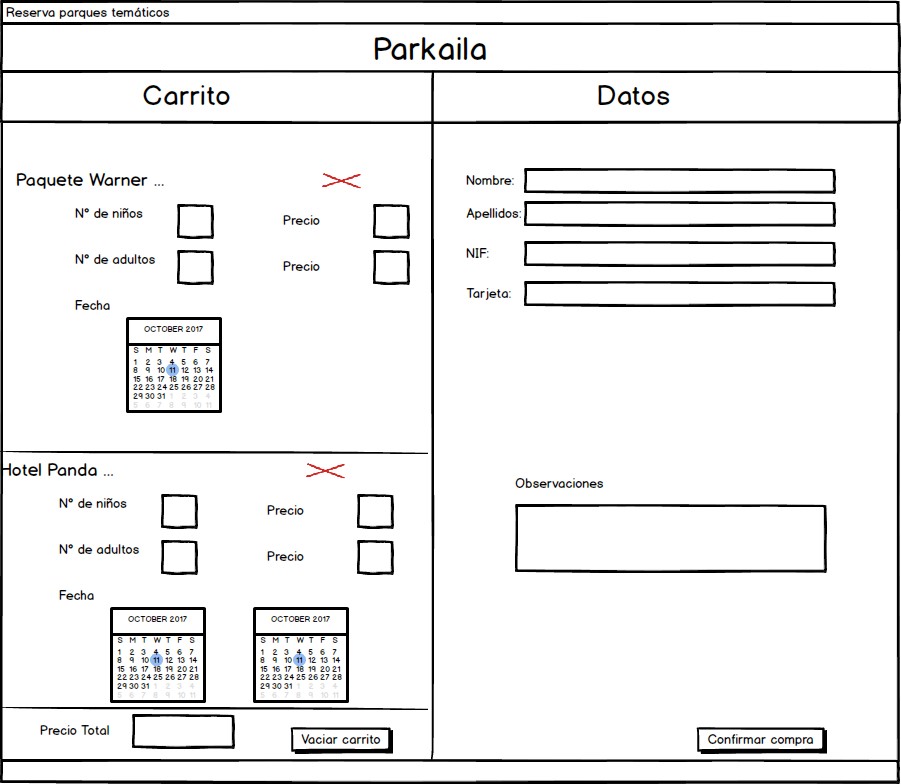 Reserva parques temáticos
Parkaila
Carrito
Datos
Paquete Warner ...
Nº de niños
Precio
Nº de adultos
Precio
Fecha
OCTOBER 2017
S M T W T F S
1 2 3 4 5 6 7
8 9 10 11 12 13 14
15 16 17 18 19 20 21
22 23 24 25 26 27 28
29 30 31 1 2 3 4
5 6 7 8 9 10 11
Hotel Panda ...
Nº de niños
Precio
Nº de adultos
Precio
Fecha
OCTOBER 2017
S M T W T F S
1 2 3 4 5 6 7
8 9 10 11 12 13 14
15 16 17 18 19 20 21
22 23 24 25 26 27 28
29 30 31 1 2 3 4
5 6 7 8 9 10 11
OCTOBER 2017
S M T W T F S
1 2 3 4 5 6 7
8 9 10 11 12 13 14
15 16 17 18 19 20 21
22 23 24 25 26 27 28
29 30 31 1 2 3 4
5 6 7 8 9 10 11
Precio Total
Vaciar carrito
Nombre:
Apellidos:
NIF:
Tarjeta:
Observaciones
Confirmar compra